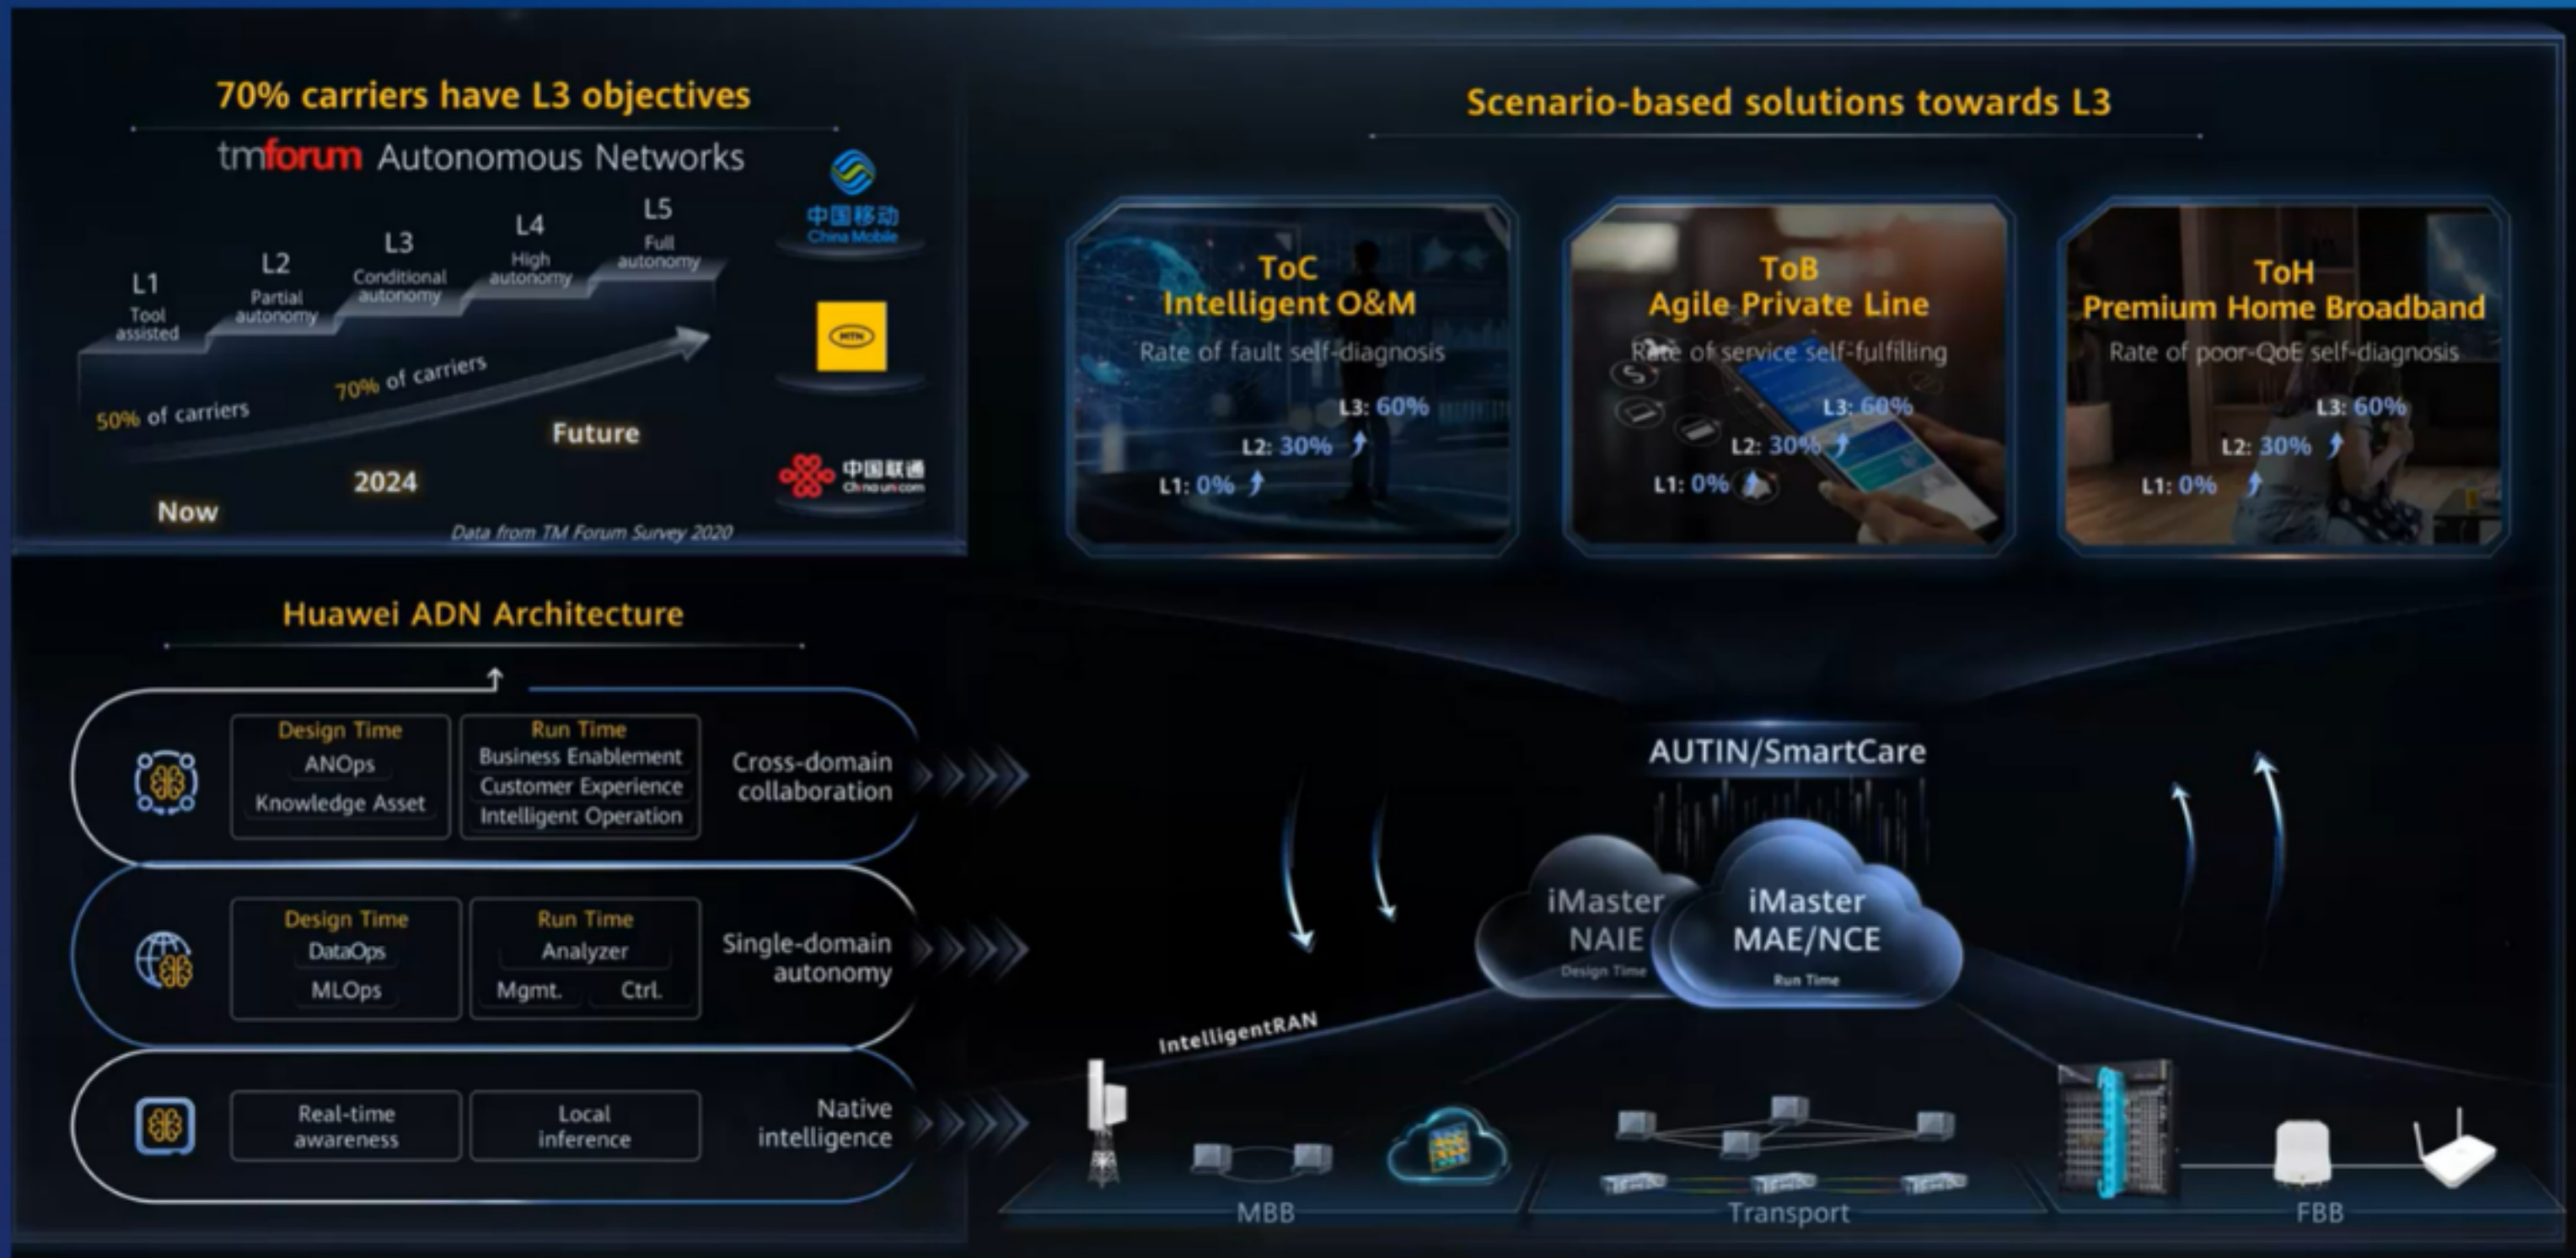 70% carriers have L3 objectives
tmforum Autonomous Networks
L1
Tool
assisted
L2
Partial
autonomy
L3
Conditional
autonomy
L4
High
autonomy
L5
Full
autonomy
50% of carriers
70% of carriers
Now
2024
Future
Data from TM Forum Survey 2020
中国移动
China Mobile
MTN
中国联通
China unicom
Scenario-based solutions towards L3
ToC
Intelligent O&M
Rate of fault self-diagnosis
L3: 60%
L2: 30%
L1: 0%
ToB
Agile Private Line
Rate of service self-fulfilling
L3: 60%
L2: 30%
L1: 0%
ToH
Premium Home Broadband
Rate of poor-QoE self-diagnosis
L3: 60%
L2: 30%
L1: 0%
Huawei ADN Architecture
Design Time
ANOps
Knowledge Asset
Run Time
Business Enablement
Customer Experience
Intelligent Operation
Cross-domain
collaboration
Design Time
DataOps
MLOps
Run Time
Analyzer
Mgmt. Ctrl.
Single-domain
autonomy
Real-time
awareness
Local
inference
Native
intelligence
AUTIN/SmartCare
iMaster
NAIE
Design Time
iMaster
MAE/NCE
Run Time
IntelligentRAN
MBB
Transport
FBB